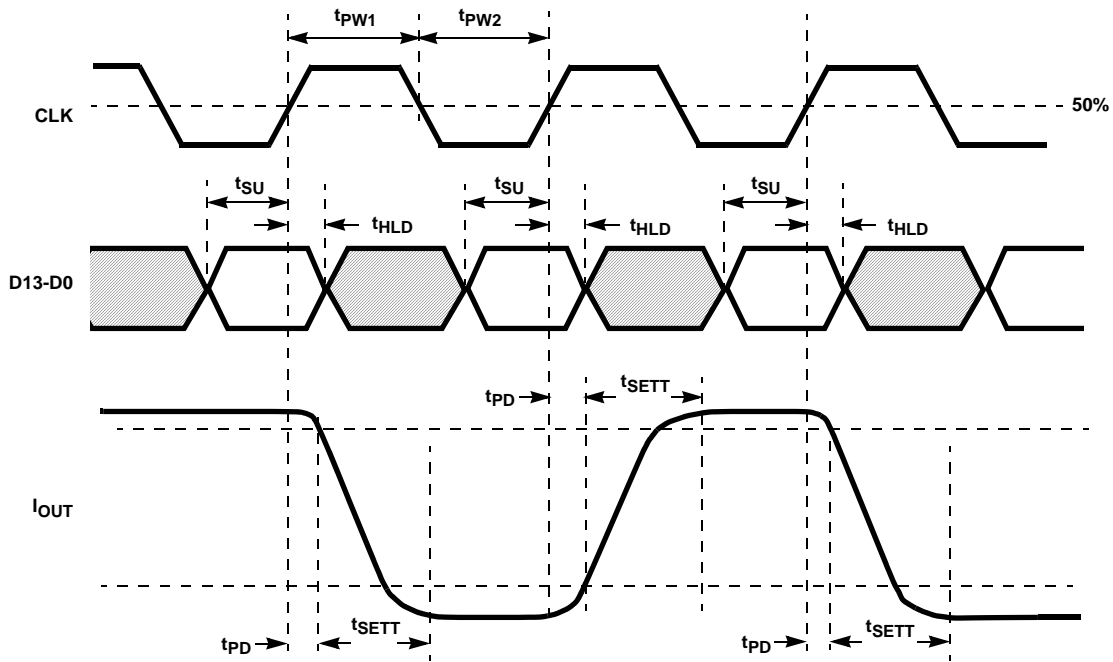 tPW1 tPW2
CLK
50%
tSU tSU tSU
tHLD tHLD tHLD
D13-D0
tPD tSETT
IOUT
tPD tSETT tPD tSETT